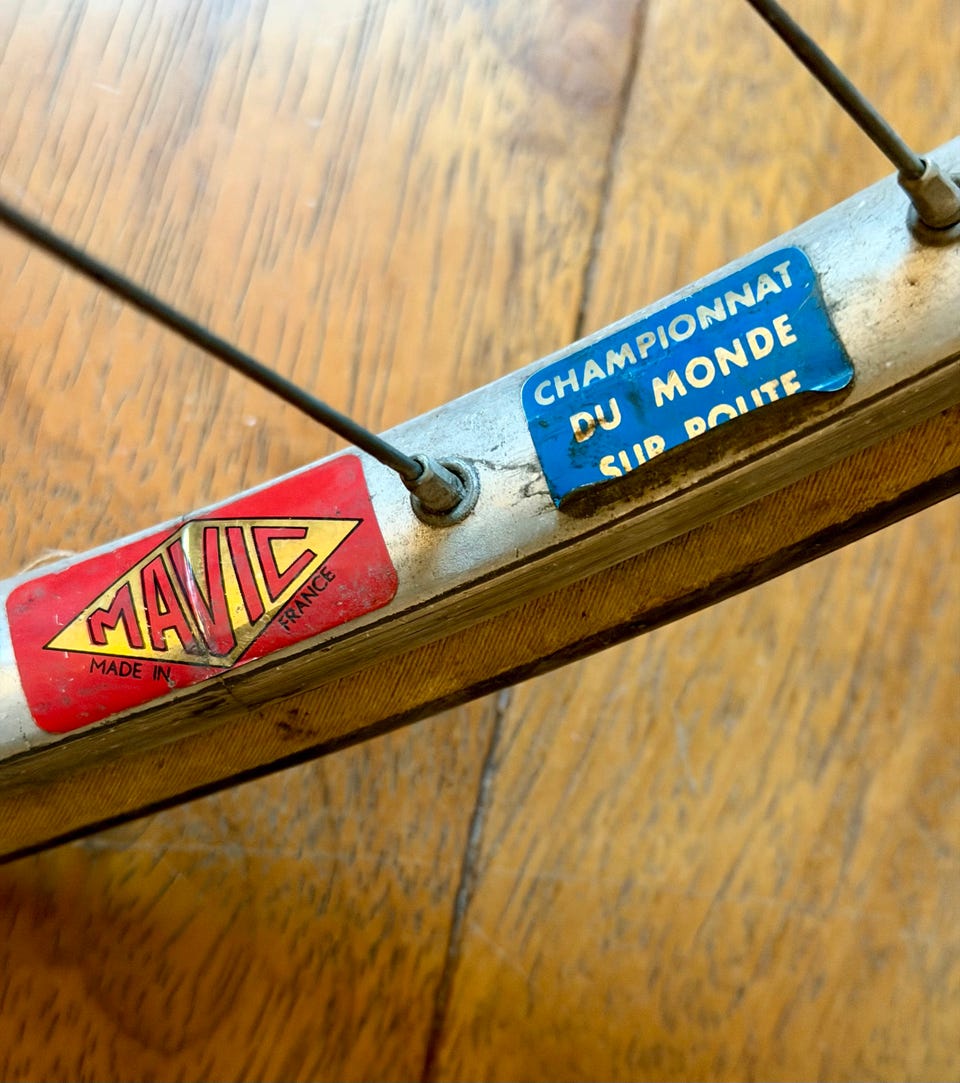 MAVIC
MADE IN FRANCE
CHAMPIONNAT
DU MONDE
SUR ROUTE